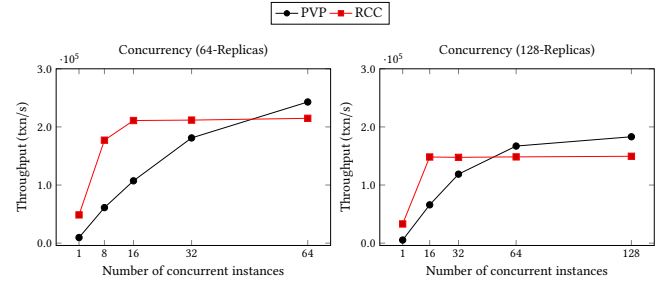 PVP RCC
Concurrency (64-Replicas)
·10⁵
3.0
2.0
1.0
0.0
Throughput (txn/s)
1 8 16 32 64
Number of concurrent instances
Concurrency (128-Replicas)
·10⁵
3.0
2.0
1.0
0.0
Throughput (txn/s)
1 16 32 64 128
Number of concurrent instances